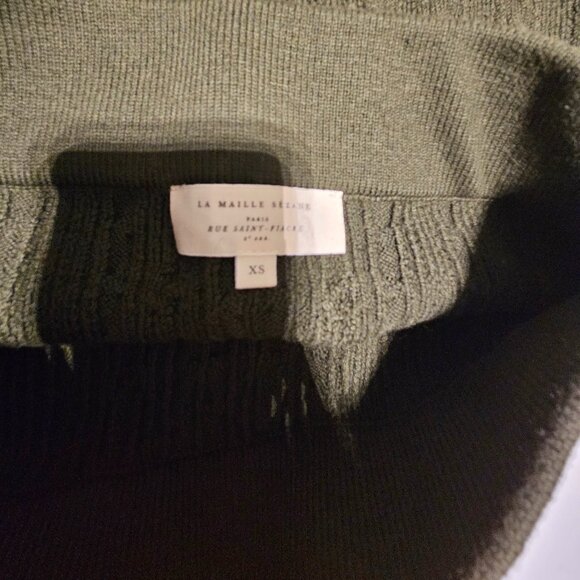 LA MAILLE SÉZANE
PARIS
RUE SAINT-FIACRE
XS